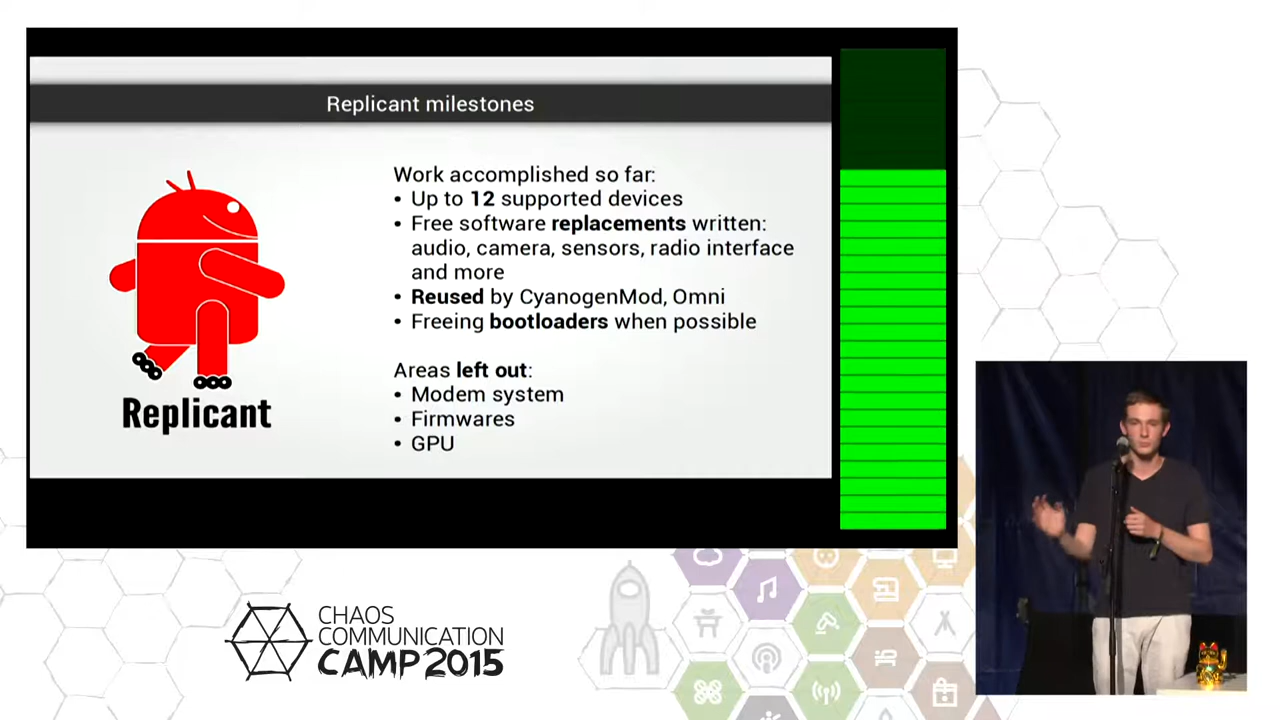 Replicant milestones
Work accomplished so far:
• Up to 12 supported devices
• Free software replacements written:
audio, camera, sensors, radio interface
and more
• Reused by CyanogenMod, Omni
• Freeing bootloaders when possible
Areas left out:
• Modem system
• Firmwares
• GPU
Replicant
CHAOS
COMMUNICATION
CAMP 2015